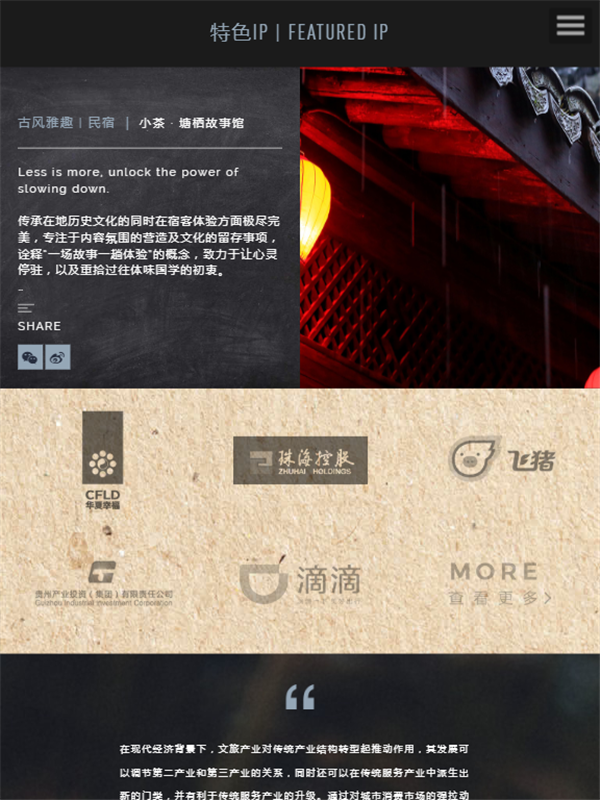 特色IP | FEATURED IP
古风雅趣 | 民宿 | 小茶 · 塘栖故事馆
Less is more, unlock the power of
slowing down.
传承在地历史文化的同时在宿客体验方面极尽完
美，专注于内容氛围的营造及文化的留存事项，
诠释“一场故事一趟体验”的概念，致力于让心灵
停驻，以及重拾过往体味国学的初衷。
–
SHARE
CFLD
华夏幸福
珠海控股
ZHUHAI HOLDINGS
飞猪
贵州产业投资（集团）有限责任公司
Guizhou Industrial Investment Corporation
滴滴
MORE
查看更多>
在现代经济背景下，文旅产业对传统产业结构转型起推动作用，其发展可
以调节第二产业和第三产业的关系，同时还可以在传统服务产业中派生出
新的门类，并有利于传统服务产业的升级。通过对城市消费市场的强拉动